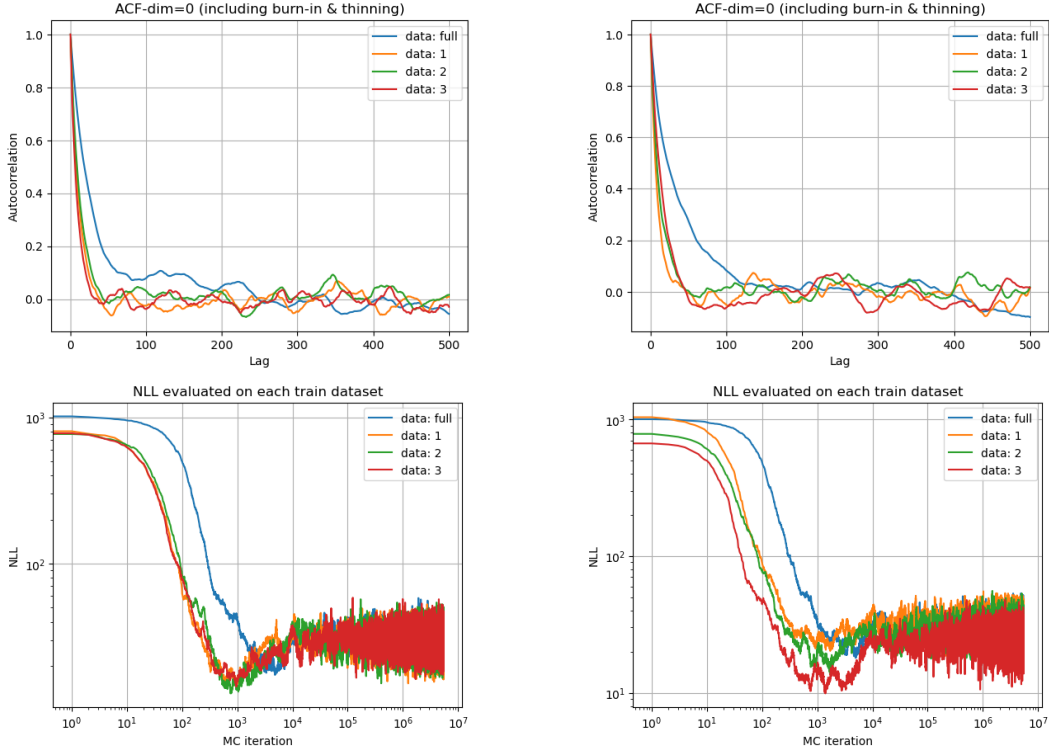 ACF-dim=0 (including burn-in & thinning)
1.0
0.8
0.6
0.4
0.2
0.0
Autocorrelation
0
100
200
300
400
500
Lag
data: full
data: 1
data: 2
data: 3
ACF-dim=0 (including burn-in & thinning)
1.0
0.8
0.6
0.4
0.2
0.0
Autocorrelation
0
100
200
300
400
500
Lag
data: full
data: 1
data: 2
data: 3
NLL evaluated on each train dataset
10³
10²
NLL
10⁰
10¹
10²
10³
10⁴
10⁵
10⁶
10⁷
MC iteration
data: full
data: 1
data: 2
data: 3
NLL evaluated on each train dataset
10³
10²
10¹
NLL
10⁰
10¹
10²
10³
10⁴
10⁵
10⁶
10⁷
MC iteration
data: full
data: 1
data: 2
data: 3